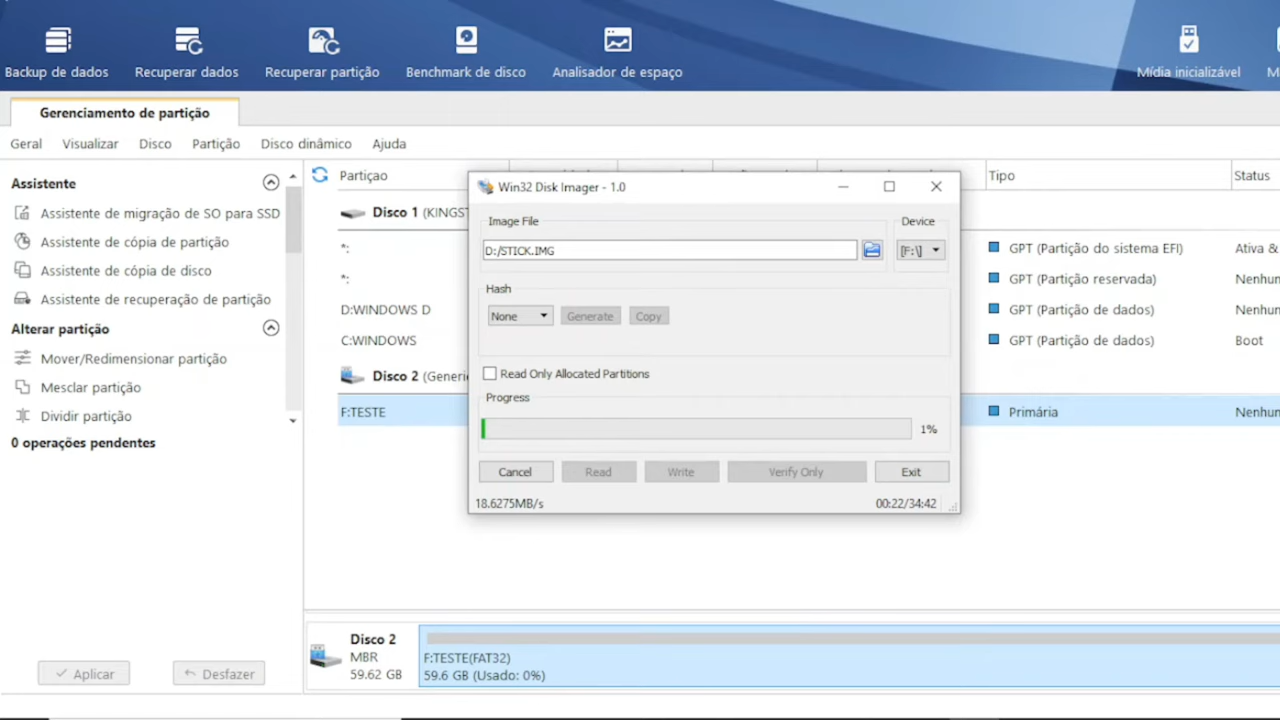 Backup de dados
Recuperar dados
Recuperar partição
Benchmark de disco
Analisador de espaço
Mídia inicializável
Gerenciamento de partição
Geral Visualizar Disco Partição Disco dinâmico Ajuda
Assistente
Assistente de migração de SO para SSD
Assistente de cópia de partição
Assistente de cópia de disco
Assistente de recuperação de partição
Alterar partição
Mover/Redimensionar partição
Mesclar partição
Dividir partição
0 operações pendentes
Aplicar
Desfazer
Partiçao
Tipo
Status
Disco 1 (KINGST
*:
GPT (Partição do sistema EFI)
Ativa &
*:
GPT (Partição reservada)
Nenhum
D:WINDOWS D
GPT (Partição de dados)
Nenhum
C:WINDOWS
GPT (Partição de dados)
Boot
Disco 2 (Generi
F:TESTE
Primária
Nenhum
Win32 Disk Imager - 1.0
Image File
Device
D:/STICK.IMG
[F:\]
Hash
None
Generate
Copy
Read Only Allocated Partitions
Progress
1%
Cancel
Read
Write
Verify Only
Exit
18.6275MB/s
00:22/34:42
Disco 2
MBR
59.62 GB
F:TESTE(FAT32)
59.6 GB (Usado: 0%)